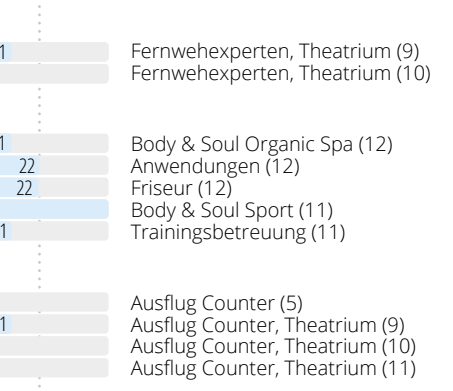 1 Fernwehexperten, Theatrium (9)
Fernwehexperten, Theatrium (10)
1 Body & Soul Organic Spa (12)
22 Anwendungen (12)
22 Friseur (12)
Body & Soul Sport (11)
1 Trainingsbetreuung (11)
Ausflug Counter (5)
1 Ausflug Counter, Theatrium (9)
Ausflug Counter, Theatrium (10)
Ausflug Counter, Theatrium (11)